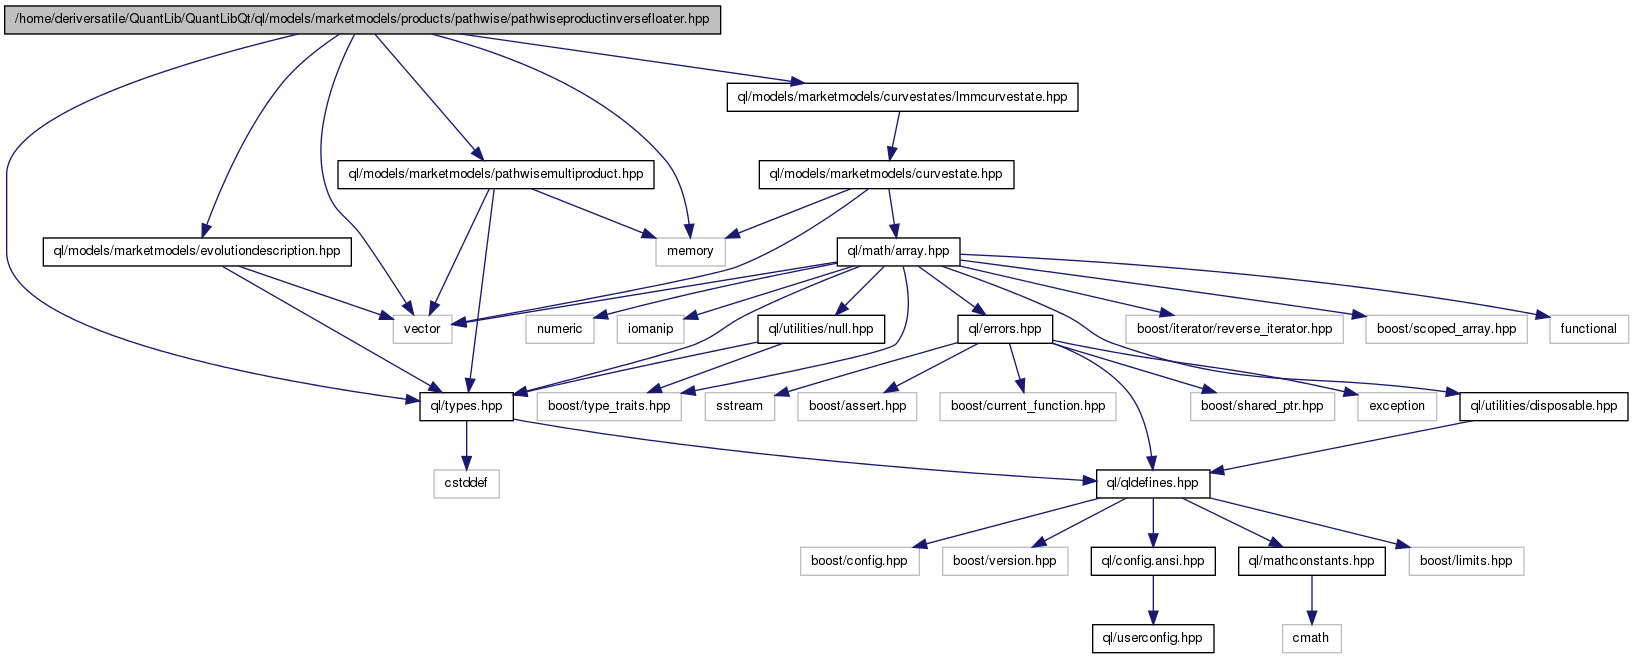 /home/deriversatile/QuantLib/QuantLibQt/ql/models/marketmodels/products/pathwise/pathwiseproductinversefloater.hpp
ql/models/marketmodels/curvestates/lmmcurvestate.hpp
ql/models/marketmodels/pathwisemultiproduct.hpp
ql/models/marketmodels/curvestate.hpp
ql/models/marketmodels/evolutiondescription.hpp
memory
ql/math/array.hpp
vector
numeric
iomanip
ql/utilities/null.hpp
ql/errors.hpp
boost/iterator/reverse_iterator.hpp
boost/scoped_array.hpp
functional
ql/types.hpp
boost/type_traits.hpp
sstream
boost/assert.hpp
boost/current_function.hpp
boost/shared_ptr.hpp
exception
ql/utilities/disposable.hpp
cstddef
ql/qldefines.hpp
boost/config.hpp
boost/version.hpp
ql/config.ansi.hpp
ql/mathconstants.hpp
boost/limits.hpp
ql/userconfig.hpp
cmath